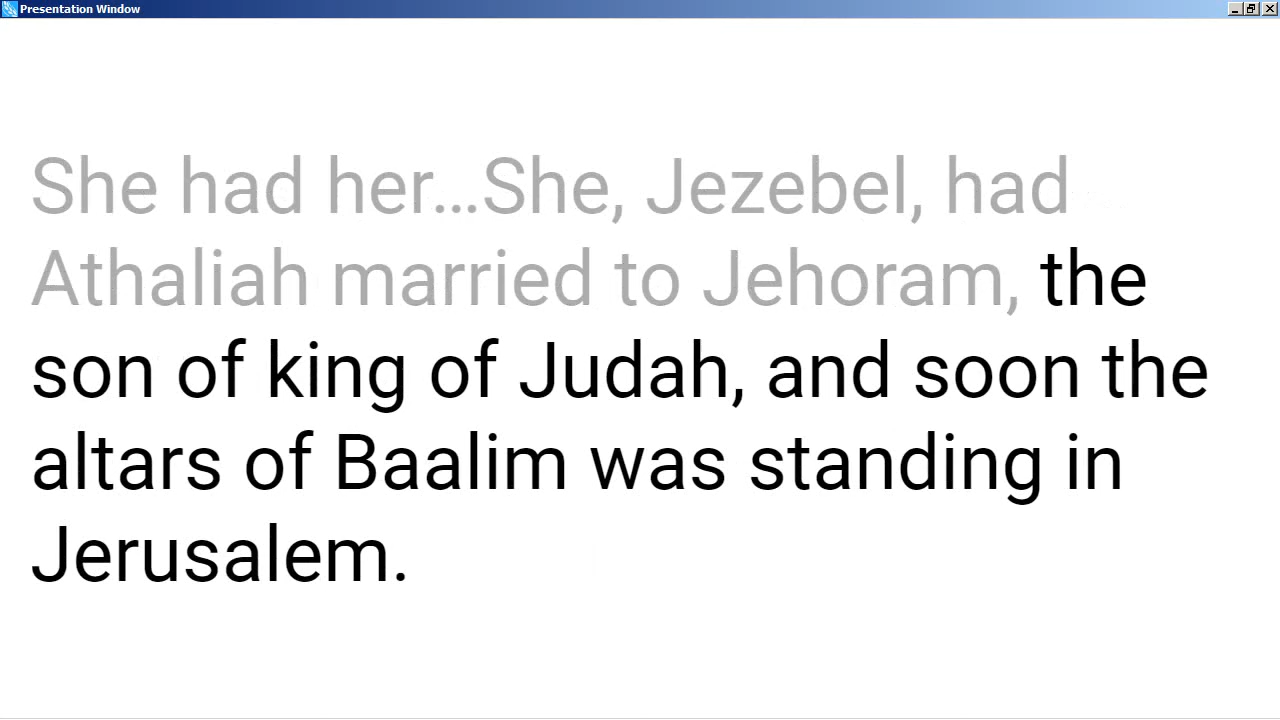 Presentation Window
She had her…She, Jezebel, had
Athaliah married to Jehoram, the
son of king of Judah, and soon the
altars of Baalim was standing in
Jerusalem.